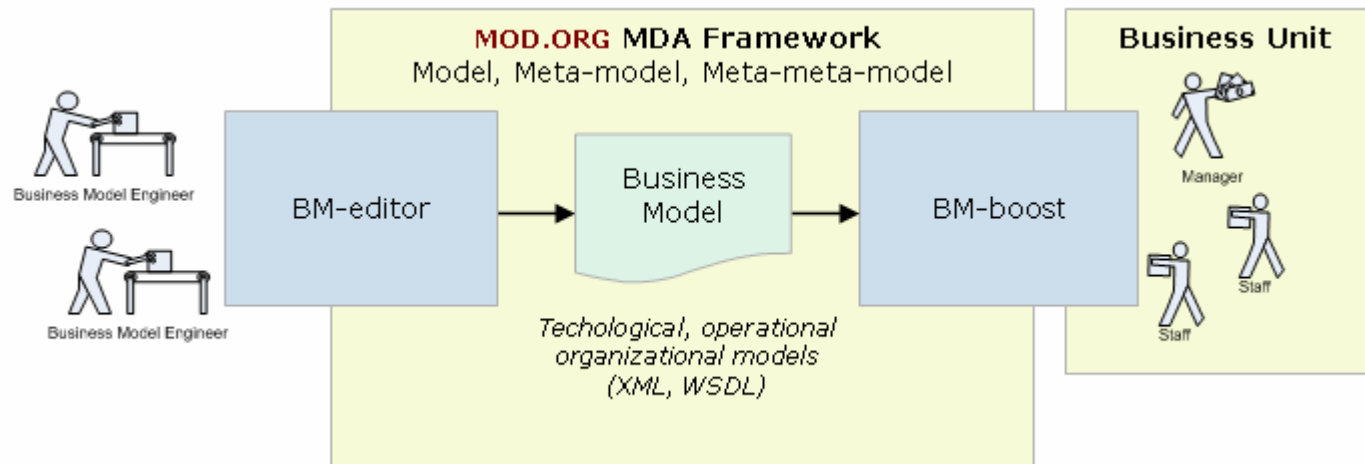 MOD.ORG MDA Framework
Model, Meta-model, Meta-meta-model
Business Unit
Business Model Engineer
Business Model Engineer
BM-editor
Business
Model
BM-boost
Techological, operational
organizational models
(XML, WSDL)
Manager
Staff
Staff